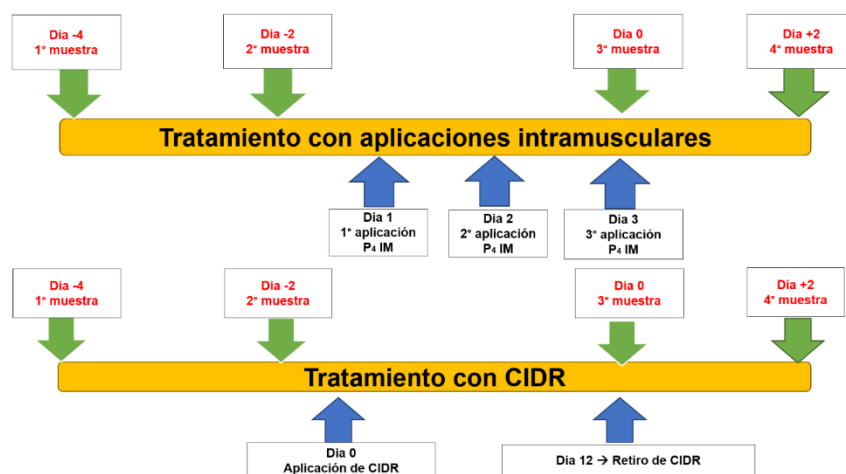 Dia -4
1° muestra
Dia -2
2° muestra
Dia 0
3° muestra
Dia +2
4° muestra
Tratamiento con aplicaciones intramusculares
Dia 1
1° aplicación
P₄ IM
Dia 2
2° aplicación
P₄ IM
Dia 3
3° aplicación
P₄ IM
Dia -4
1° muestra
Dia -2
2° muestra
Dia 0
3° muestra
Dia +2
4° muestra
Tratamiento con CIDR
Dia 0
Aplicación de CIDR
Dia 12 → Retiro de CIDR